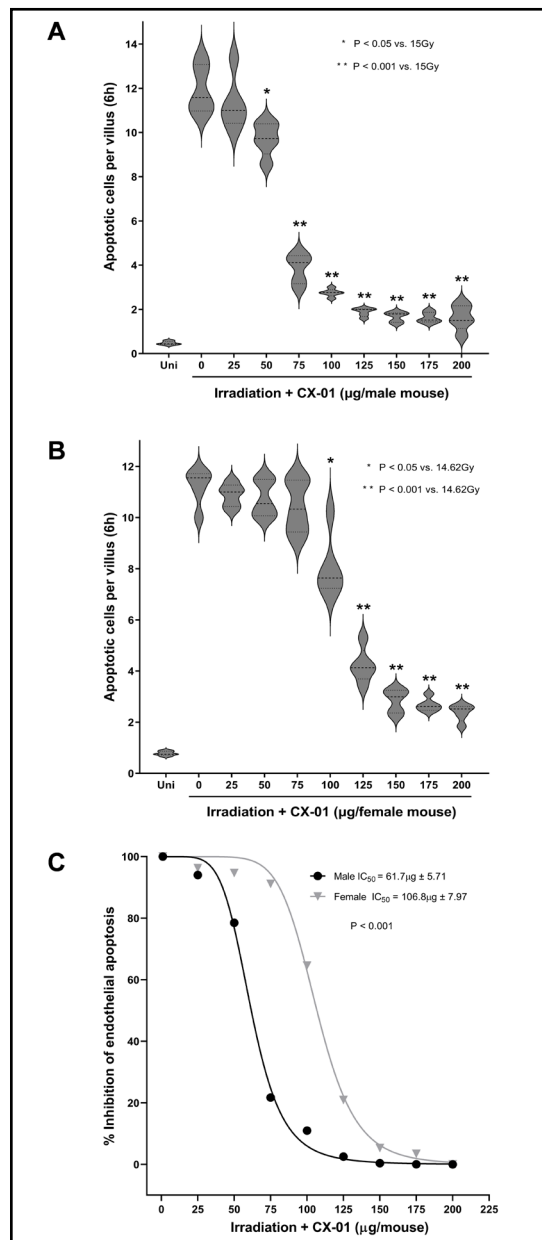 A
* P < 0.05 vs. 15Gy
** P < 0.001 vs. 15Gy
Apoptotic cells per villus (6h)
14
12
10
8
6
4
2
0
*
**
**
**
**
**
**
Uni 0 25 50 75 100 125 150 175 200
Irradiation + CX-01 (µg/male mouse)
B
* P < 0.05 vs. 14.62Gy
** P < 0.001 vs. 14.62Gy
Apoptotic cells per villus (6h)
12
10
8
6
4
2
0
*
**
**
**
**
Uni 0 25 50 75 100 125 150 175 200
Irradiation + CX-01 (µg/female mouse)
C
Male IC50 = 61.7µg ± 5.71
Female IC50 = 106.8µg ± 7.97
P < 0.001
% Inhibition of endothelial apoptosis
100
80
60
40
20
0
0 25 50 75 100 125 150 175 200 225
Irradiation + CX-01 (µg/mouse)